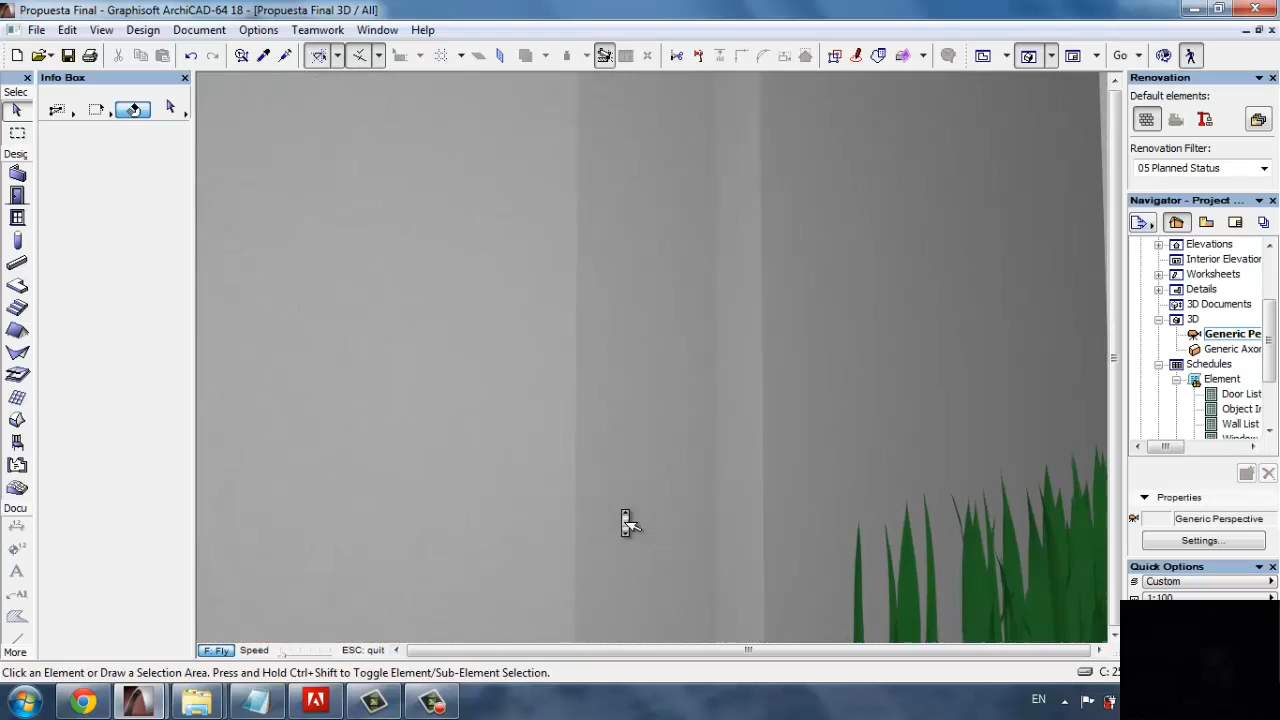 Propuesta Final - Graphisoft ArchiCAD-64 18 - [Propuesta Final 3D / All]
File Edit View Design Document Options Teamwork Window Help
Go
Selec
Info Box
Desig
Docu
More
Renovation
Default elements:
Renovation Filter:
05 Planned Status
Navigator - Project ...
Elevations
Interior Elevation
Worksheets
Details
3D Documents
3D
Generic Pe
Generic Axon
Schedules
Element
Door List
Object In
Wall List
Window
Properties
Generic Perspective
Settings...
Quick Options
Custom
1:100
F: Fly Speed ESC: quit
Click an Element or Draw a Selection Area. Press and Hold Ctrl+Shift to Toggle Element/Sub-Element Selection.
C: 25
EN